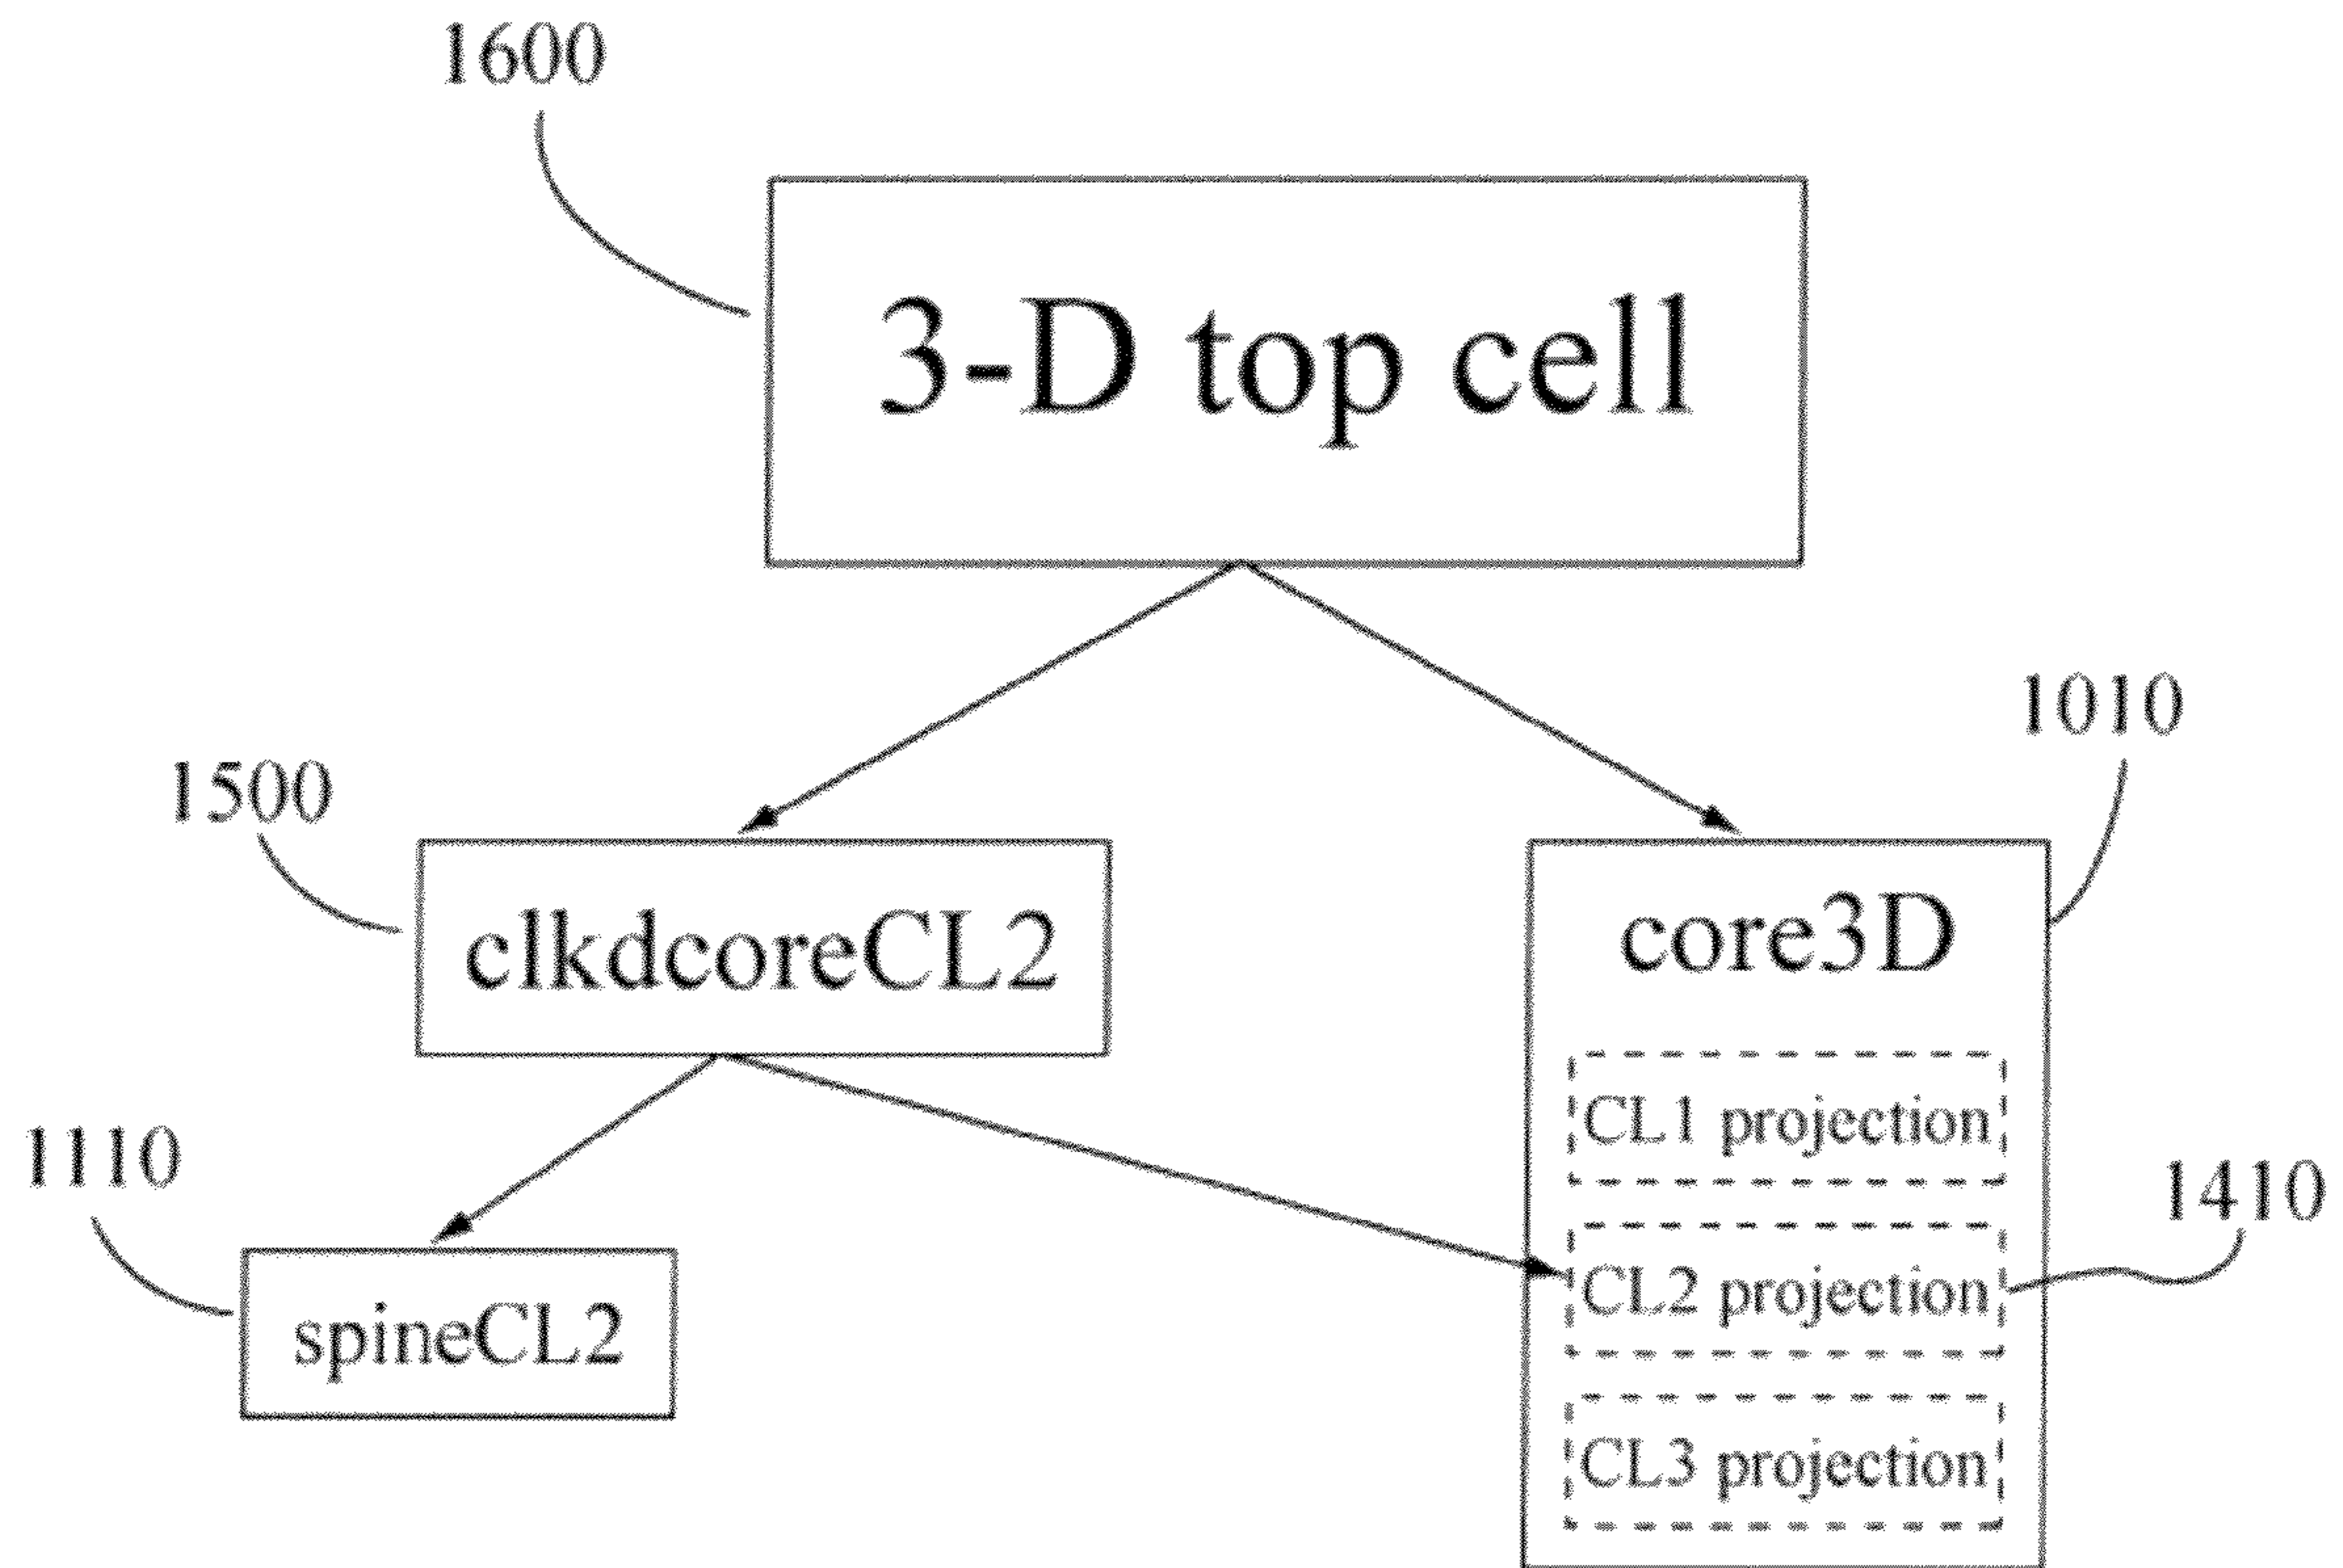 1600
3-D top cell
1010
1500
clkdcoreCL2
core3D
CL1 projection
1110
1410
CL2 projection
spineCL2
CL3 projection